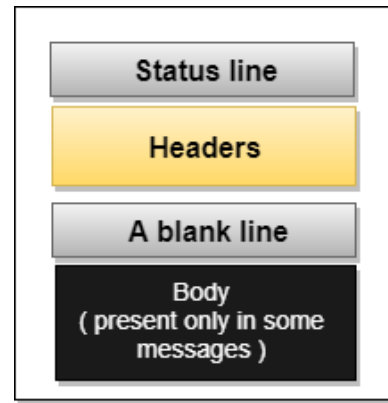 Status line
Headers
A blank line
Body
( present only in some
messages )